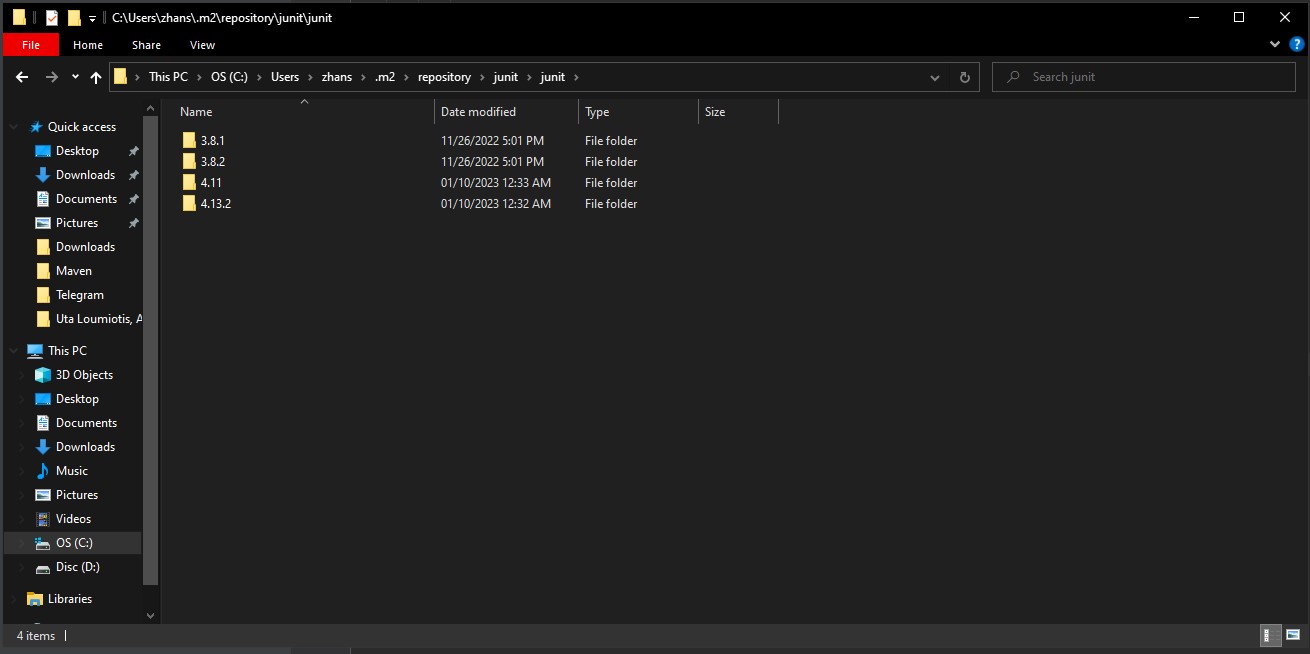 C:\Users\zhans\.m2\repository\junit\junit
File Home Share View
This PC OS (C:) Users zhans .m2 repository junit junit
Search junit
Name Date modified Type Size
3.8.1 11/26/2022 5:01 PM File folder
3.8.2 11/26/2022 5:01 PM File folder
4.11 01/10/2023 12:33 AM File folder
4.13.2 01/10/2023 12:32 AM File folder
Quick access
Desktop
Downloads
Documents
Pictures
Downloads
Maven
Telegram
Uta Loumiotis, A
This PC
3D Objects
Desktop
Documents
Downloads
Music
Pictures
Videos
OS (C:)
Disc (D:)
Libraries
4 items